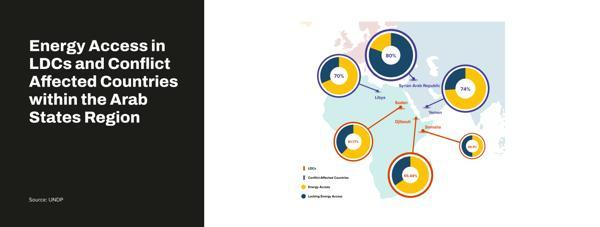 Energy Access in
LDCs and Conflict
Affected Countries
within the Arab
States Region
Source: UNDP
80%
70%
Syrian Arab Republic
74%
Libya
Sudan
Yemen
Djibouti
Somalia
LDCs
Conflict-Affected Countries
Energy Access
Lacking Energy Access